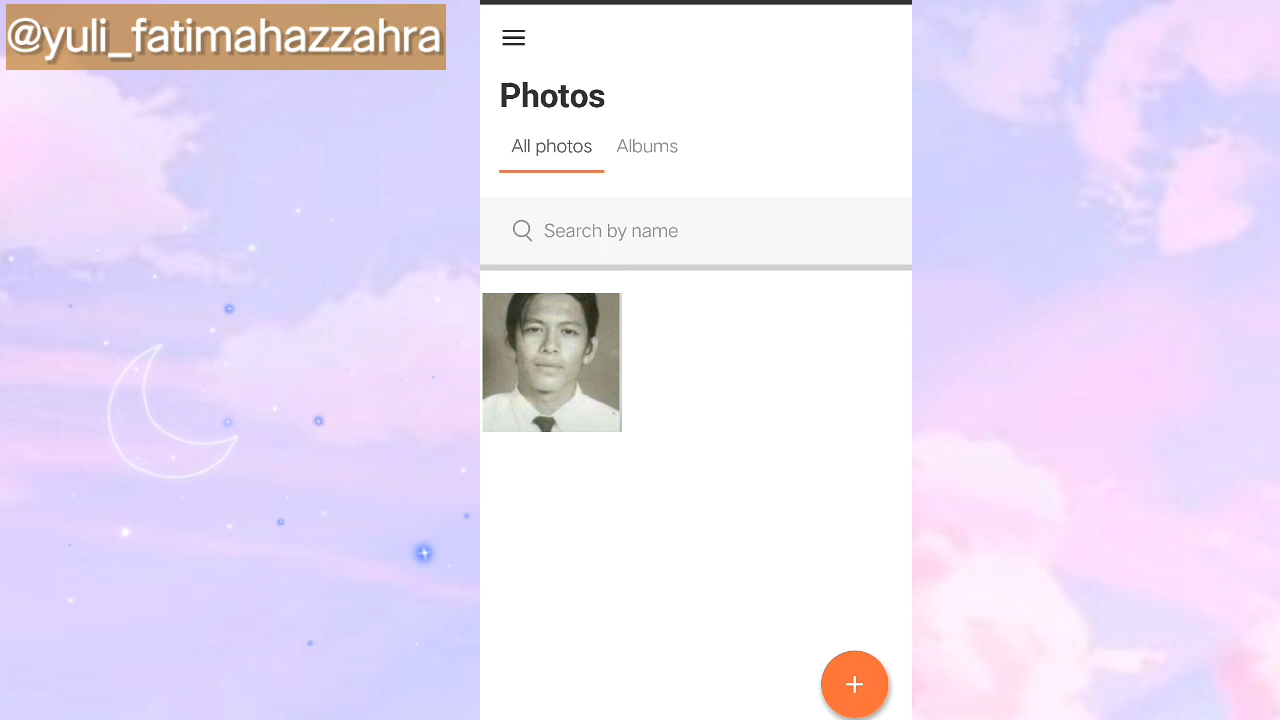 @yuli_fatimahazzahra
Photos
All photos Albums
Search by name